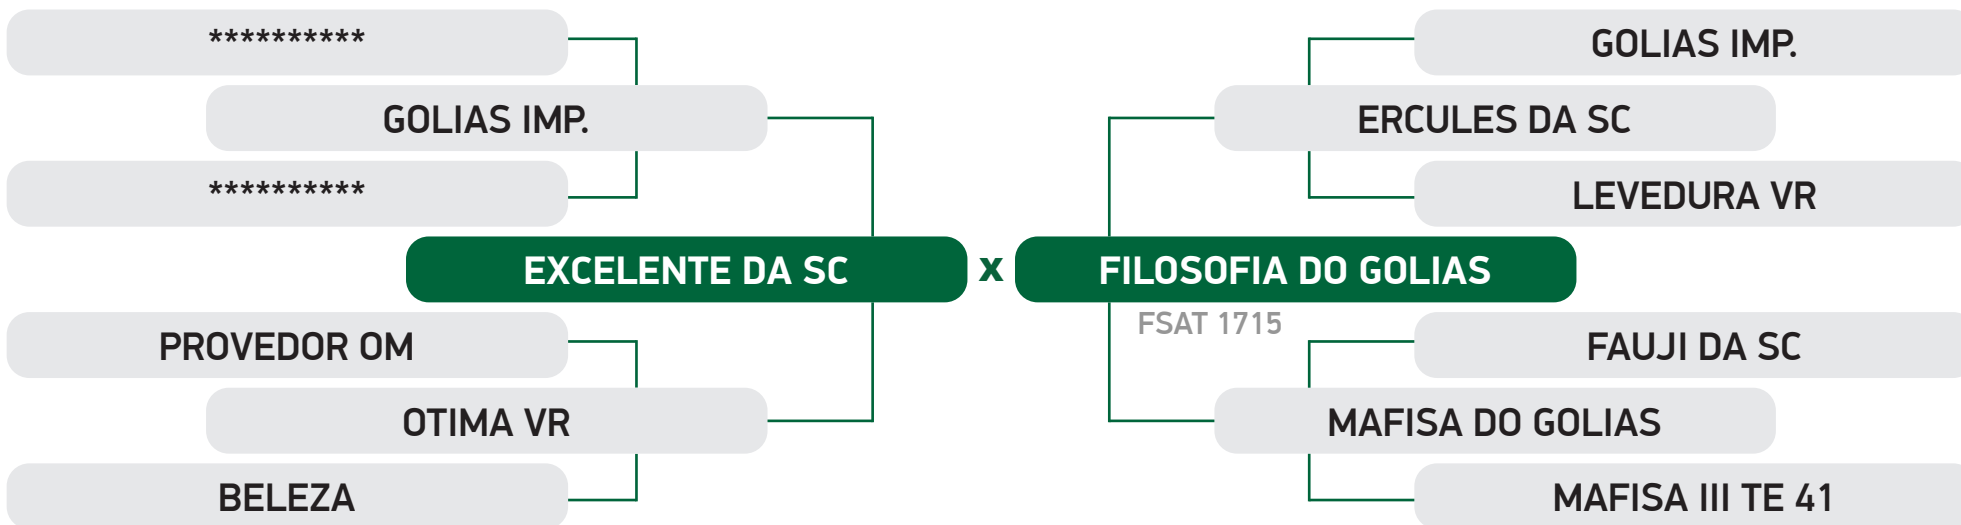 **********
GOLIAS IMP.
**********
EXCELENTE DA SC
PROVEDOR OM
OTIMA VR
BELEZA
x
GOLIAS IMP.
ERCULES DA SC
LEVEDURA VR
FILOSOFIA DO GOLIAS
FSAT 1715
FAUJI DA SC
MAFISA DO GOLIAS
MAFISA III TE 41